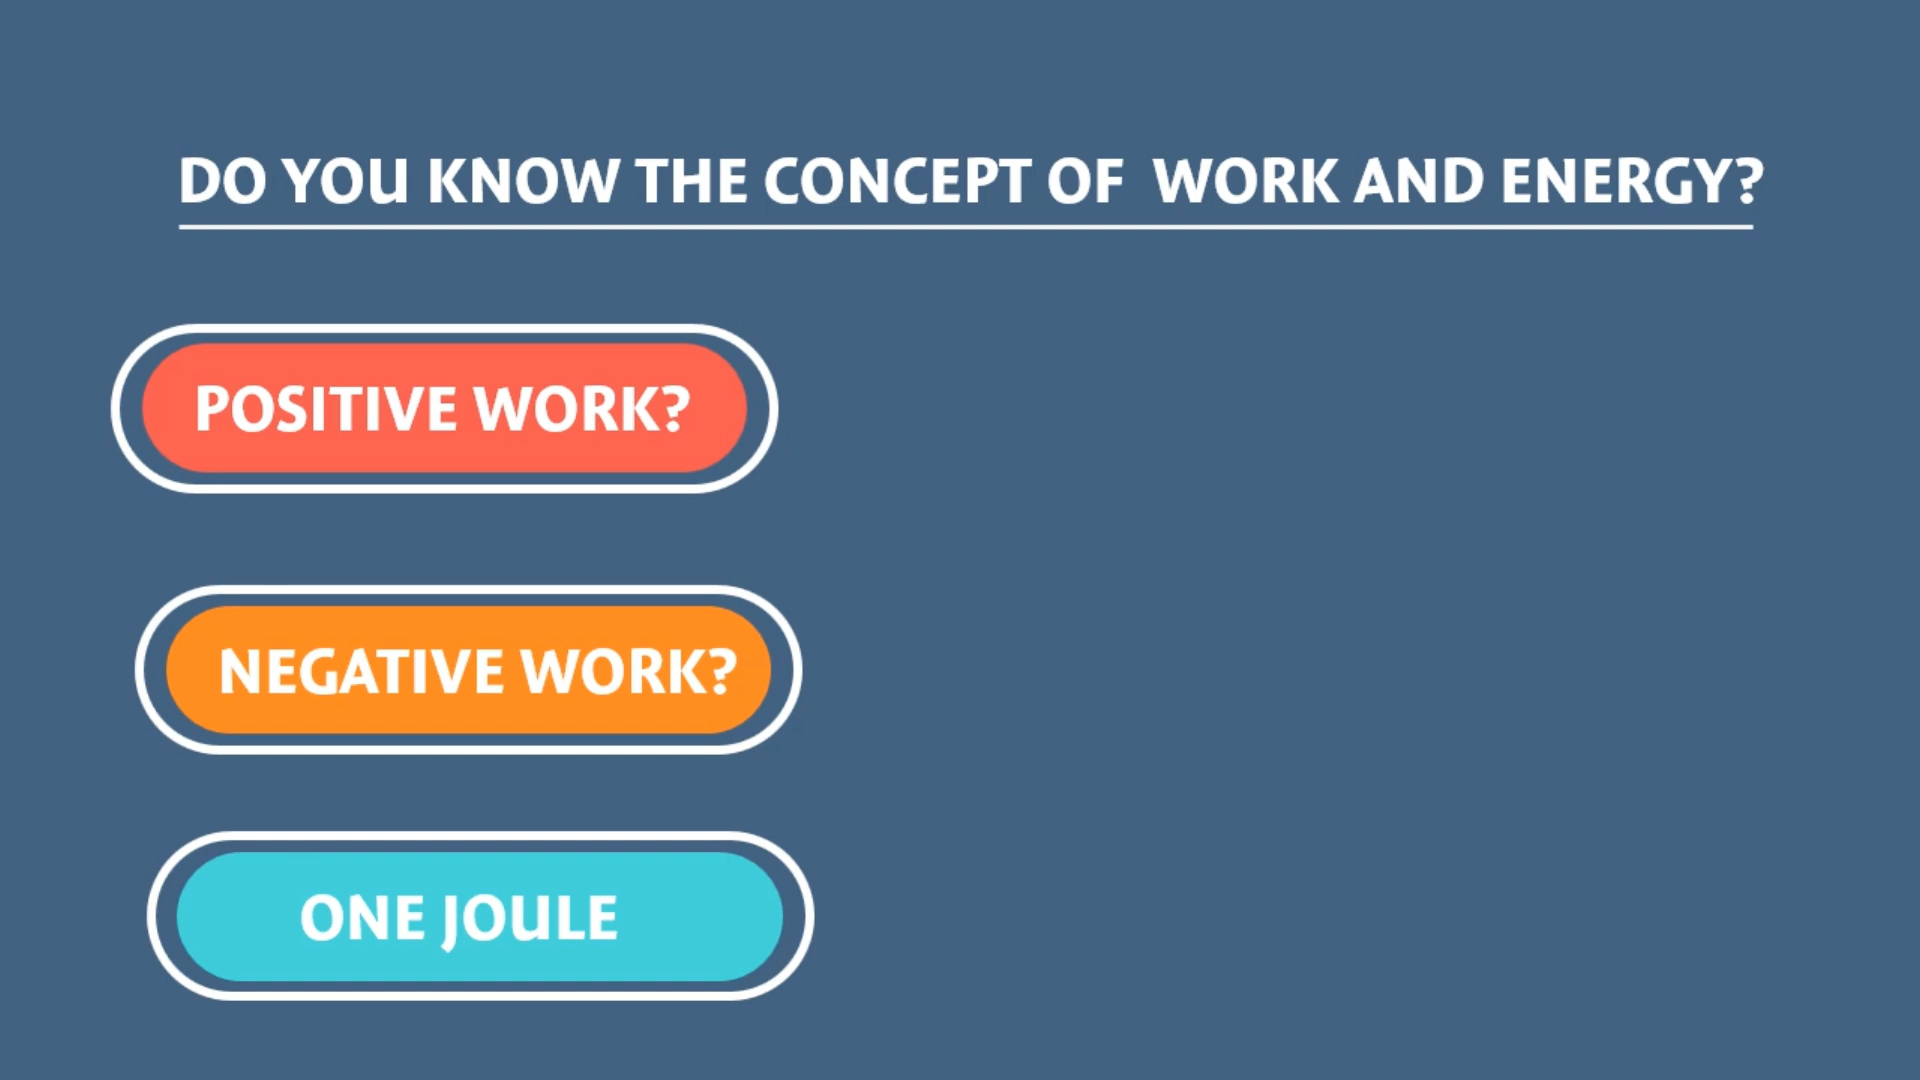 DO YOU KNOW THE CONCEPT OF WORK AND ENERGY?
POSITIVE WORK?
NEGATIVE WORK?
ONE JOULE